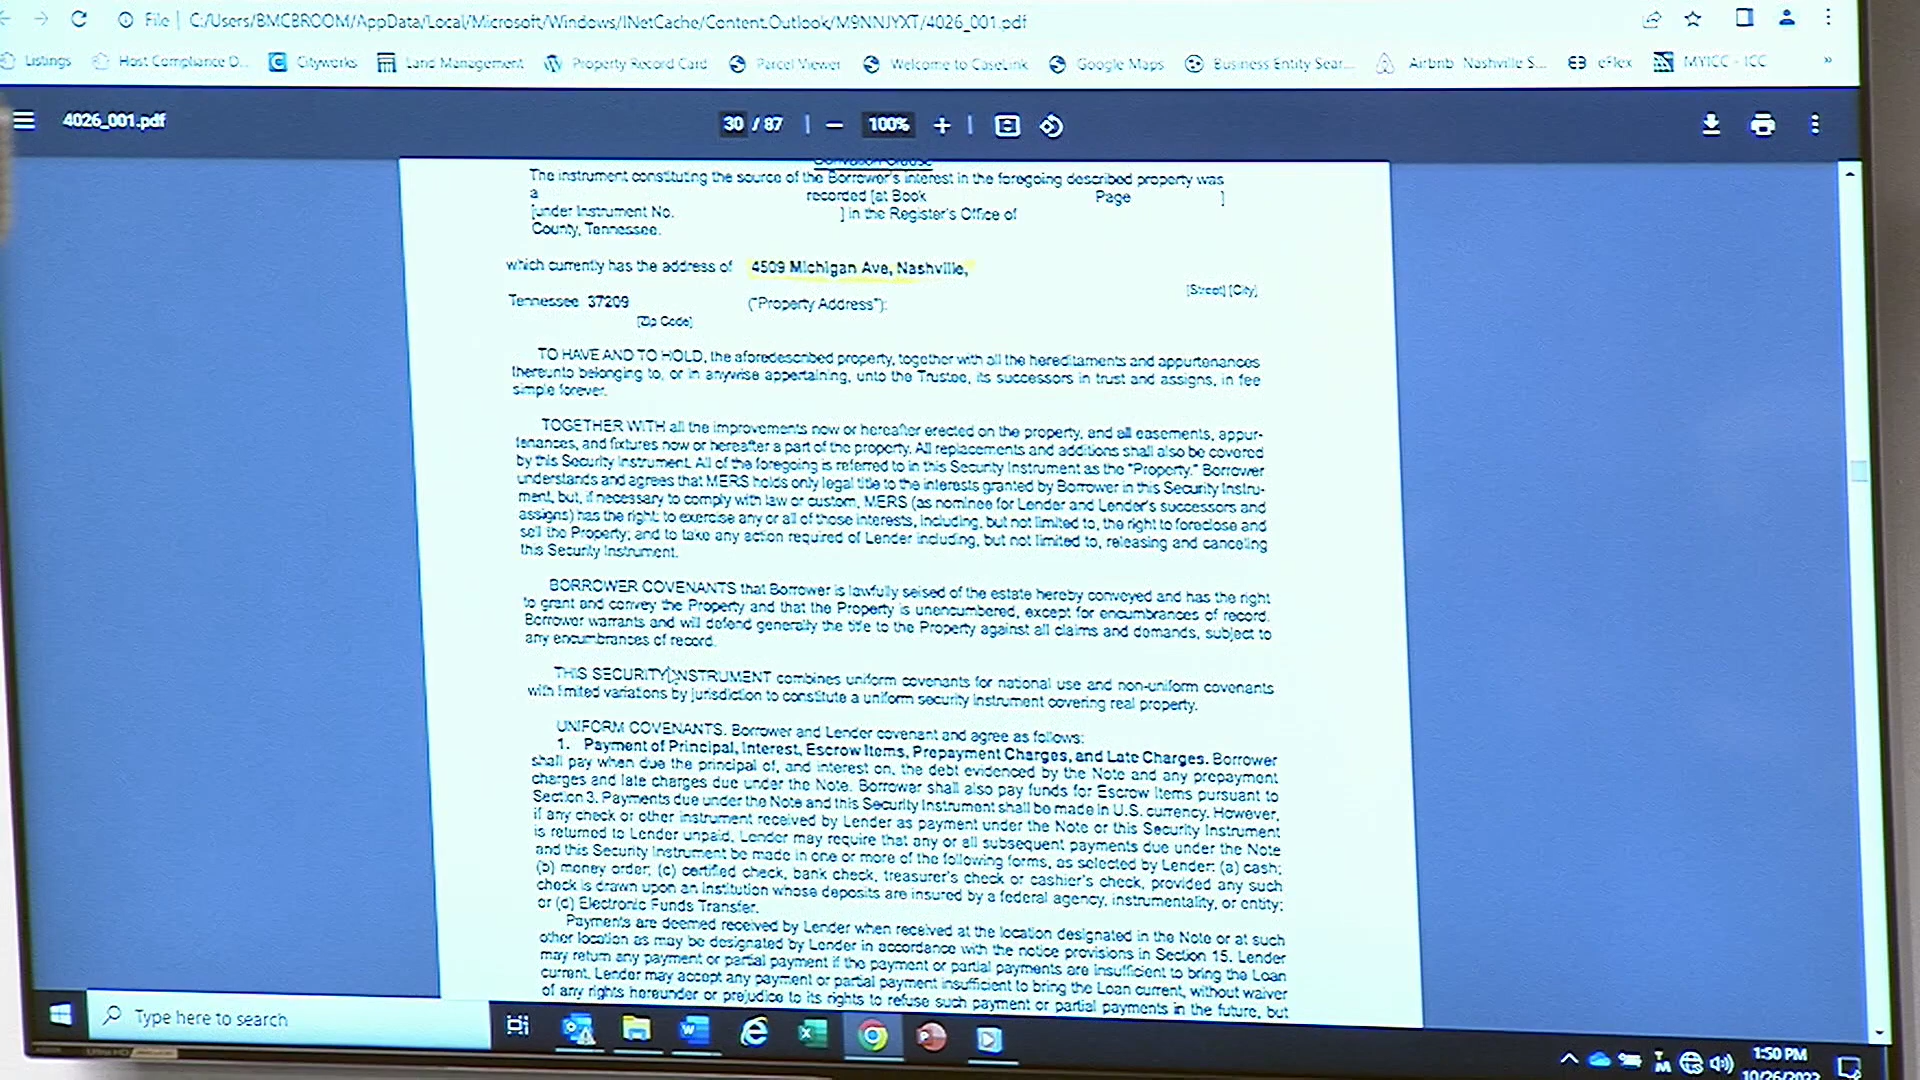 File | C:/Users/BMCBROOM/AppData/Local/Microsoft/Windows/INetCache/Content.Outlook/M9NNJYXT/4026_001.pdf
Listings Host Compliance D... Cityworks Land Management Property Record Card Parcel Viewer Welcome to CaseLink Google Maps Business Entity Sear... Airbnb Nashville S... eFlex MYICC - ICC »
4026_001.pdf 30 / 87 | — 100% + |
Derivation Clause
The instrument constituting the source of the Borrower's interest in the foregoing described property was
a recorded [at Book Page ]
[under Instrument No. ] in the Register's Office of
County, Tennessee.
which currently has the address of 4509 Michigan Ave, Nashville,
[Street] [City]
Tennessee 37209 ("Property Address"):
[Zip Code]
TO HAVE AND TO HOLD, the aforedescribed property, together with all the hereditaments and appurtenances
thereunto belonging to, or in anywise appertaining, unto the Trustee, its successors in trust and assigns, in fee
simple forever.
TOGETHER WITH all the improvements now or hereafter erected on the property, and all easements, appur-
tenances, and fixtures now or hereafter a part of the property. All replacements and additions shall also be covered
by this Security Instrument. All of the foregoing is referred to in this Security Instrument as the "Property." Borrower
understands and agrees that MERS holds only legal title to the interests granted by Borrower in this Security Instru-
ment, but, if necessary to comply with law or custom, MERS (as nominee for Lender and Lender's successors and
assigns) has the right: to exercise any or all of those interests, including, but not limited to, the right to foreclose and
sell the Property; and to take any action required of Lender including, but not limited to, releasing and canceling
this Security Instrument.
BORROWER COVENANTS that Borrower is lawfully seised of the estate hereby conveyed and has the right
to grant and convey the Property and that the Property is unencumbered, except for encumbrances of record.
Borrower warrants and will defend generally the title to the Property against all claims and demands, subject to
any encumbrances of record.
THIS SECURITY INSTRUMENT combines uniform covenants for national use and non-uniform covenants
with limited variations by jurisdiction to constitute a uniform security instrument covering real property.
UNIFORM COVENANTS. Borrower and Lender covenant and agree as follows:
1. Payment of Principal, Interest, Escrow Items, Prepayment Charges, and Late Charges. Borrower
shall pay when due the principal of, and interest on, the debt evidenced by the Note and any prepayment
charges and late charges due under the Note. Borrower shall also pay funds for Escrow Items pursuant to
Section 3. Payments due under the Note and this Security Instrument shall be made in U.S. currency. However,
if any check or other instrument received by Lender as payment under the Note or this Security Instrument
is returned to Lender unpaid, Lender may require that any or all subsequent payments due under the Note
and this Security Instrument be made in one or more of the following forms, as selected by Lender: (a) cash;
(b) money order; (c) certified check, bank check, treasurer's check or cashier's check, provided any such
check is drawn upon an institution whose deposits are insured by a federal agency, instrumentality, or entity;
or (d) Electronic Funds Transfer.
Payments are deemed received by Lender when received at the location designated in the Note or at such
other location as may be designated by Lender in accordance with the notice provisions in Section 15. Lender
may return any payment or partial payment if the payment or partial payments are insufficient to bring the Loan
current. Lender may accept any payment or partial payment insufficient to bring the Loan current, without waiver
of any rights hereunder or prejudice to its rights to refuse such payment or partial payments in the future, but
Type here to search
1:50 PM
10/26/2022